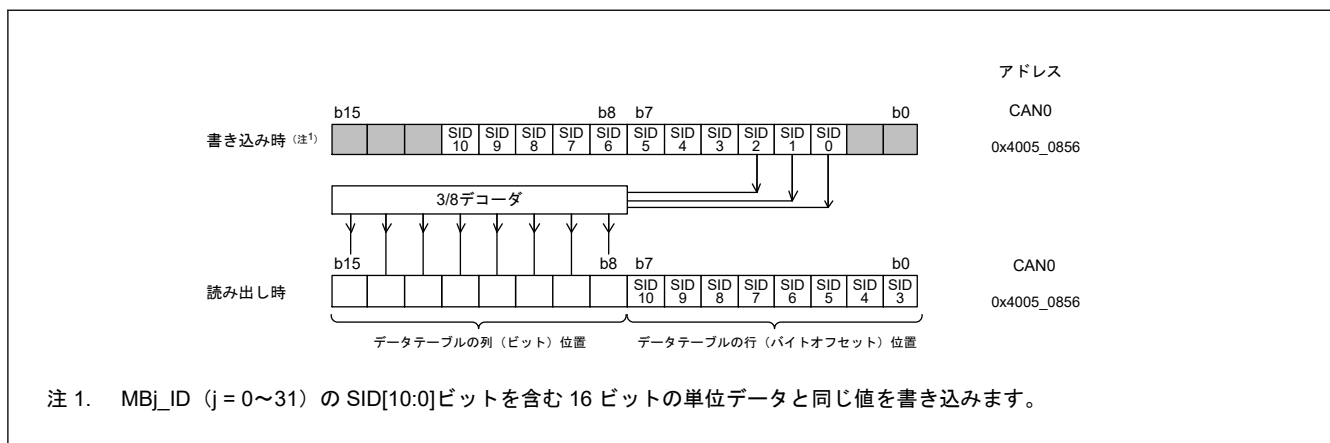 アドレス
b15 b8 b7 b0 CAN0
書き込み時（注1） SID 10 SID 9 SID 8 SID 7 SID 6 SID 5 SID 4 SID 3 SID 2 SID 1 SID 0 0x4005_0856
3/8デコーダ
b15 b8 b7 b0 CAN0
読み出し時 SID 10 SID 9 SID 8 SID 7 SID 6 SID 5 SID 4 SID 3 0x4005_0856
データテーブルの列（ビット）位置 データテーブルの行（バイトオフセット）位置
注 1. MBj_ID（j = 0～31）の SID[10:0]ビットを含む 16 ビットの単位データと同じ値を書き込みます。